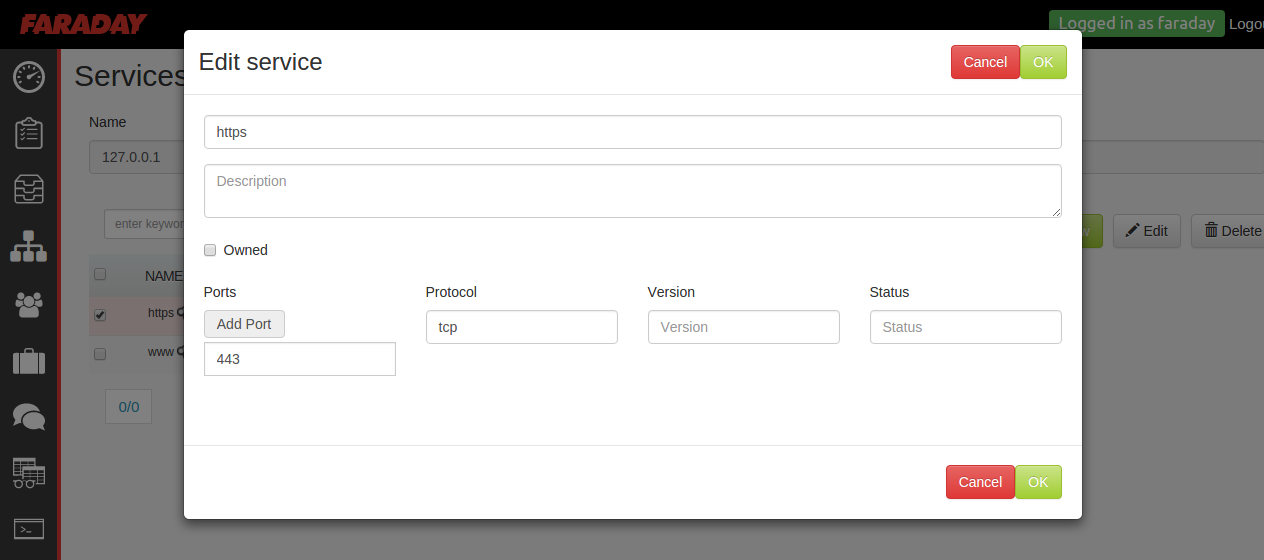 FARADAY
Logged in as faraday
Edit service
Cancel
OK
Services
Name
127.0.0.1
https
Description
enter
Edit
Delete
Owned
NAME
Ports
Protocol
Version
Status
https
Add Port
tcp
Version
Status
www
443
0/0
Cancel
OK